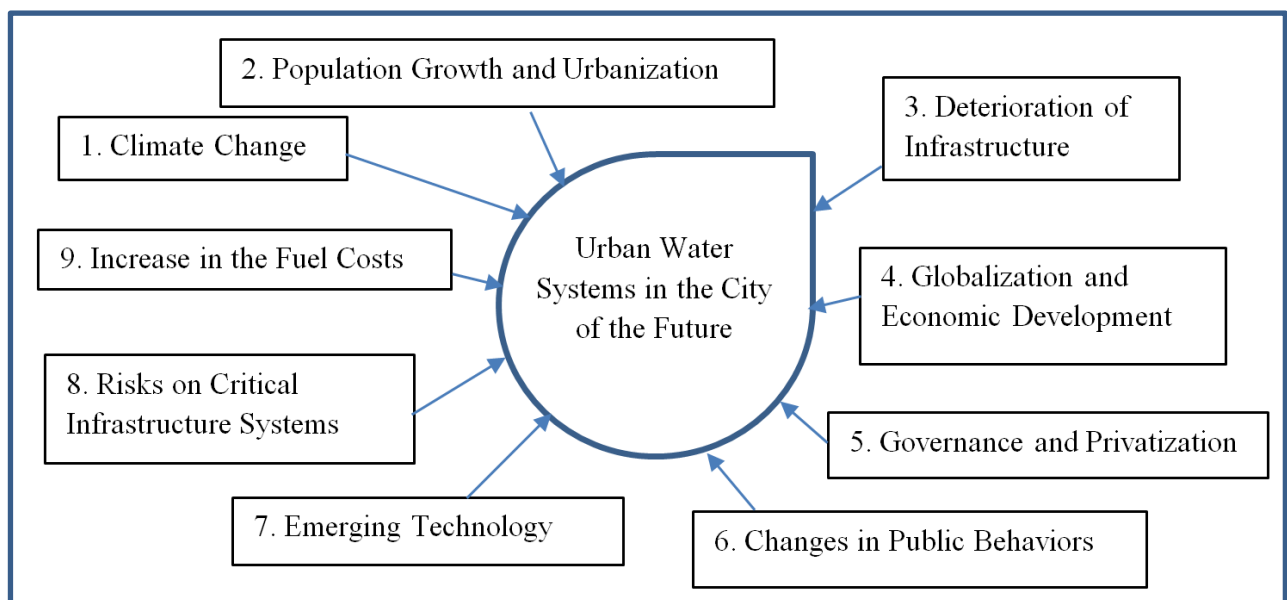 2. Population Growth and Urbanization
1. Climate Change
3. Deterioration of
Infrastructure
9. Increase in the Fuel Costs
Urban Water
Systems in the City
of the Future
4. Globalization and
Economic Development
8. Risks on Critical
Infrastructure Systems
5. Governance and Privatization
7. Emerging Technology
6. Changes in Public Behaviors